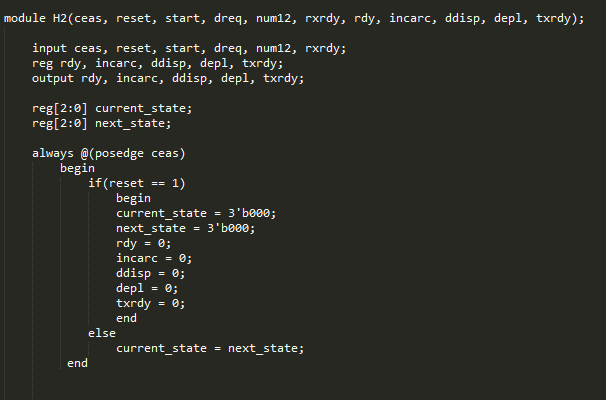 module H2(ceas, reset, start, dreq, num12, rxrdy, rdy, incarc, ddisp, depl, txrdy);
input ceas, reset, start, dreq, num12, rxrdy;
reg rdy, incarc, ddisp, depl, txrdy;
output rdy, incarc, ddisp, depl, txrdy;
reg[2:0] current_state;
reg[2:0] next_state;
always @(posedge ceas)
begin
if(reset == 1)
begin
current_state = 3'b000;
next_state = 3'b000;
rdy = 0;
incarc = 0;
ddisp = 0;
depl = 0;
txrdy = 0;
end
else
current_state = next_state;
end